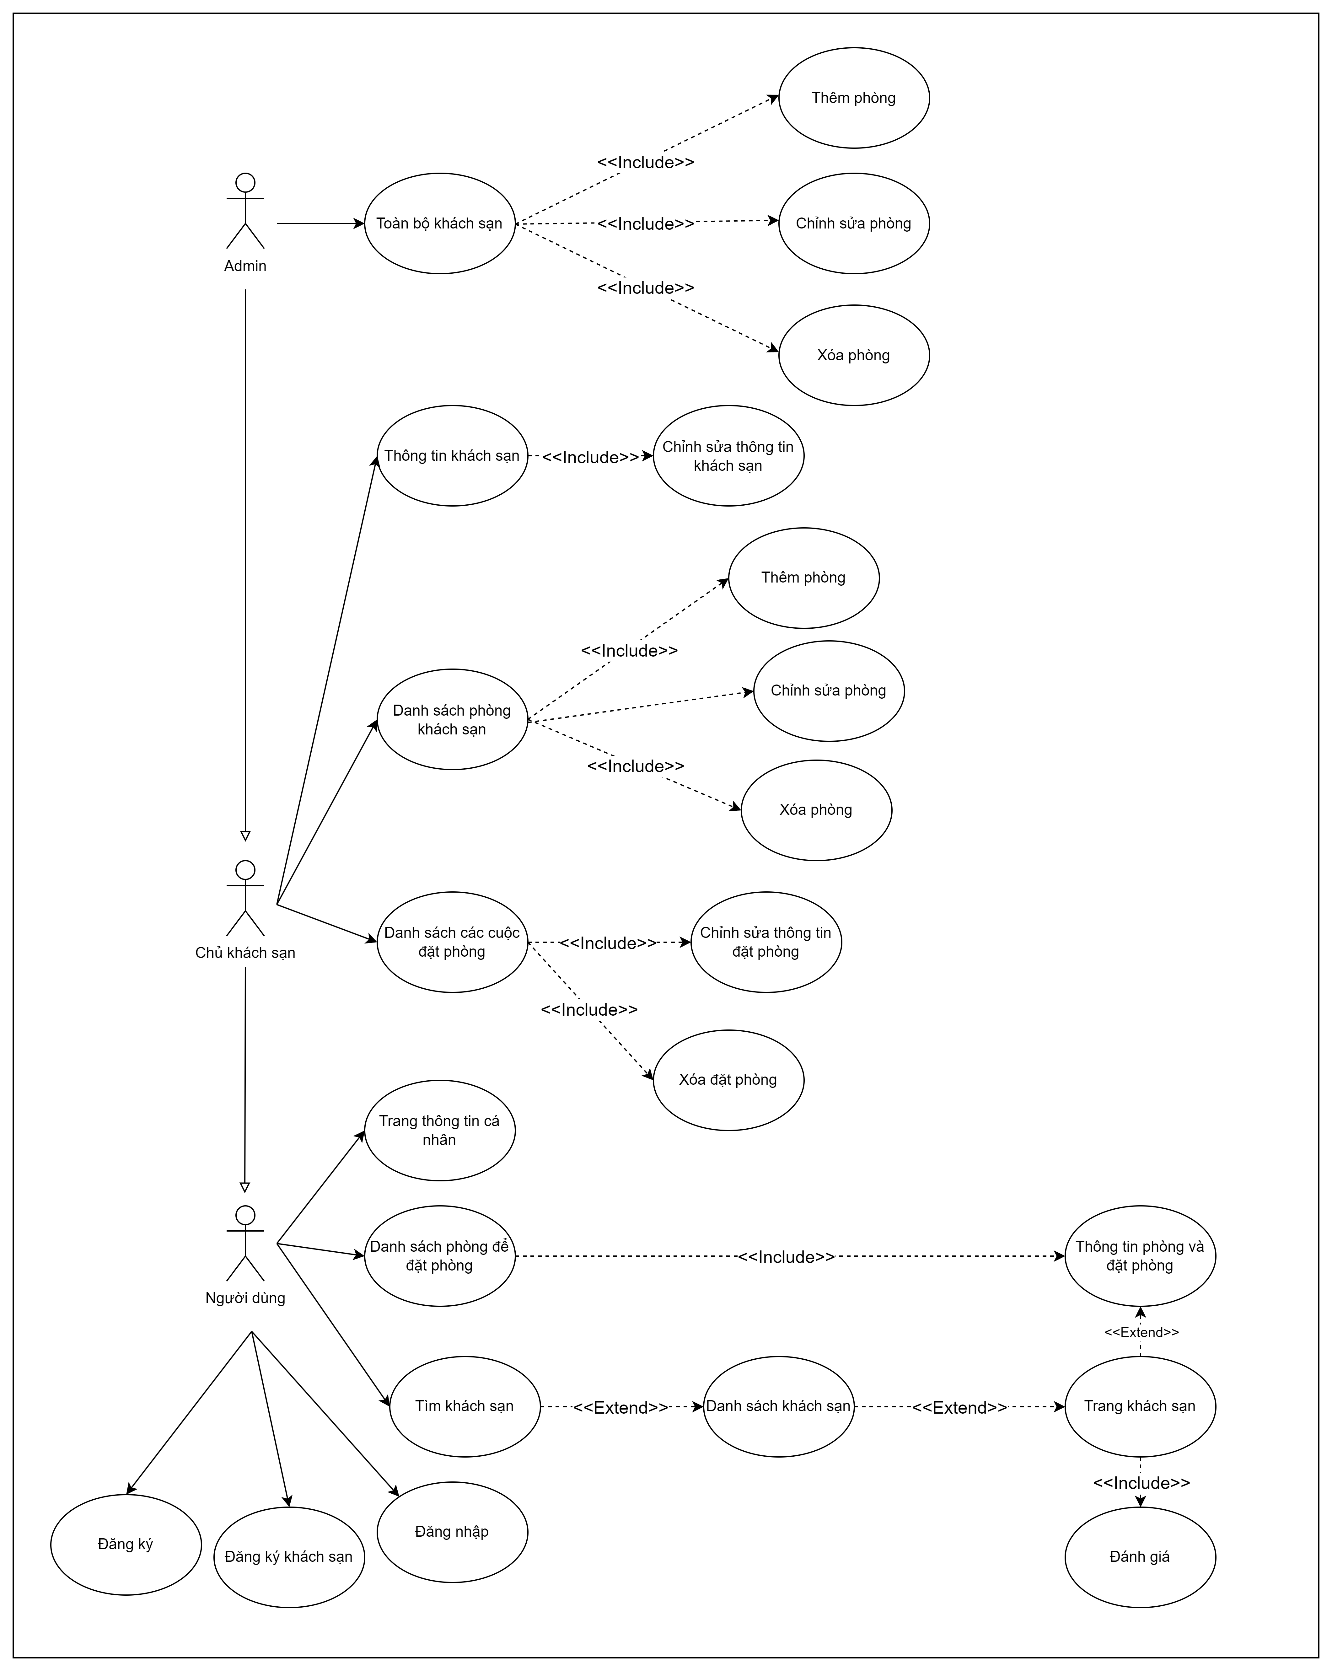 Thêm phòng
<<Include>>
Admin
Toàn bộ khách sạn
<<Include>>
Chỉnh sửa phòng
<<Include>>
Xóa phòng
Thông tin khách sạn
<<Include>>
Chỉnh sửa thông tin
khách sạn
Thêm phòng
<<Include>>
Danh sách phòng
khách sạn
Chỉnh sửa phòng
<<Include>>
Xóa phòng
Chủ khách sạn
Danh sách các cuộc
đặt phòng
<<Include>>
Chỉnh sửa thông tin
đặt phòng
<<Include>>
Xóa đặt phòng
Trang thông tin cá
nhân
Người dùng
Danh sách phòng để
đặt phòng
<<Include>>
Thông tin phòng và
đặt phòng
<<Extend>>
Tìm khách sạn
<<Extend>>
Danh sách khách sạn
<<Extend>>
Trang khách sạn
<<Include>>
Đăng ký
Đăng ký khách sạn
Đăng nhập
Đánh giá